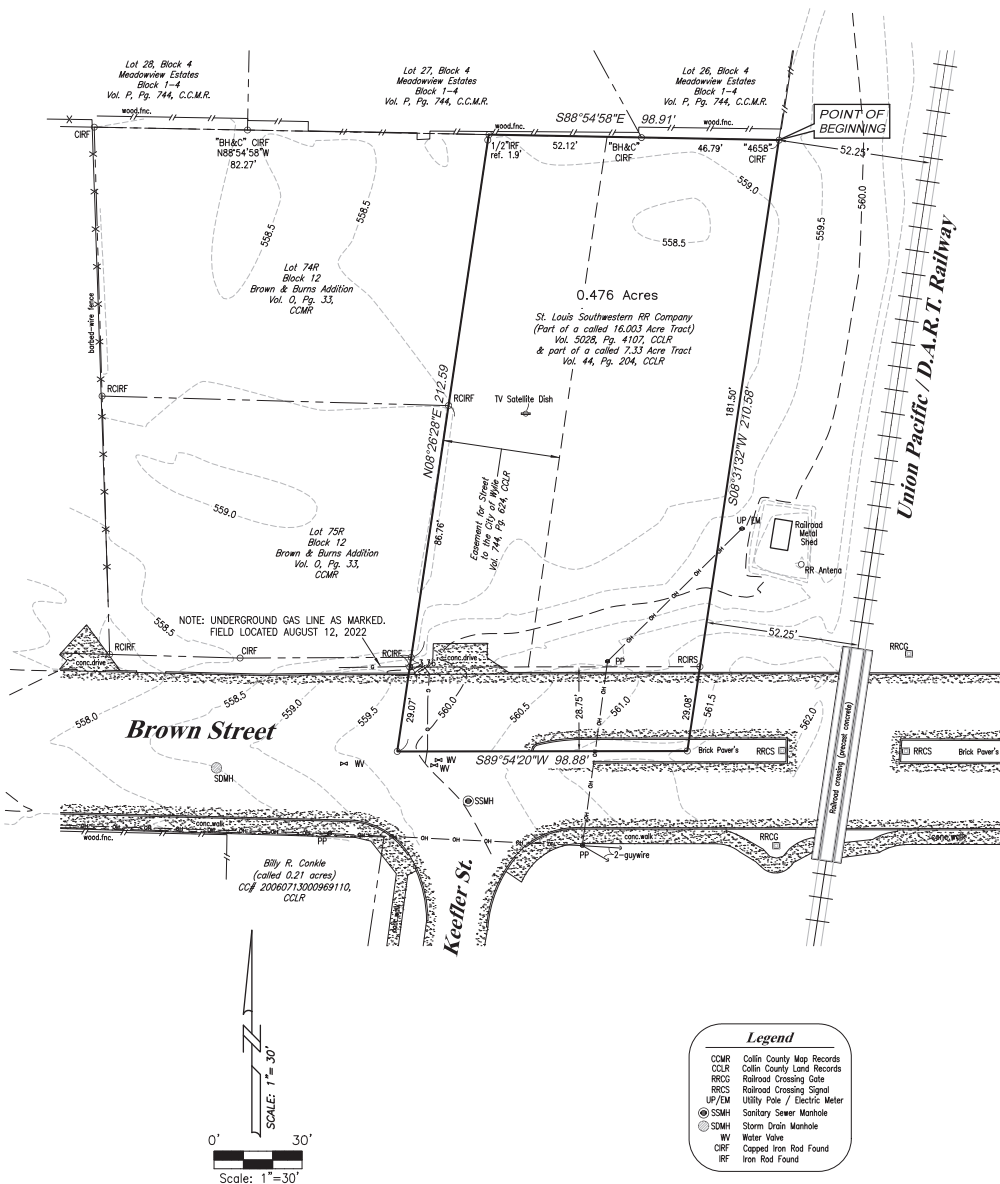 Lot 28, Block 4
Meadowview Estates
Block 1-4
Vol. P, Pg. 744, C.C.M.R.
Lot 27, Block 4
Meadowview Estates
Block 1-4
Vol. P, Pg. 744, C.C.M.R.
Lot 26, Block 4
Meadowview Estates
Block 1-4
Vol. P, Pg. 744, C.C.M.R.
wood.fnc.
wood.fnc.
wood.fnc.
S88°54'58"E 98.91'
POINT OF
BEGINNING
CIRF
"BH&C" CIRF
N88°54'58"W
82.27'
1/2"IRF
ref. 1.9'
52.12'
"BH&C"
CIRF
46.79'
"4658"
CIRF
52.25'
559.0
560.0
559.5
558.5
558.5
558.5
Lot 74R
Block 12
Brown & Burns Addition
Vol. O, Pg. 33,
CCMR
0.476 Acres
St. Louis Southwestern RR Company
(Part of a called 16.003 Acre Tract)
Vol. 5028, Pg. 4107, CCLR
& part of a called 7.33 Acre Tract
Vol. 44, Pg. 204, CCLR
Union Pacific / D.A.R.T. Railway
barbed-wire fence
RCIRF
RCIRF
TV Satellite Dish
N08°26'28"E 212.59
181.50'
S08°31'32"W 210.58'
Easement for Street
to the City of Wylie
Vol. 744, Pg. 624, CCLR
86.76'
559.0
Lot 75R
Block 12
Brown & Burns Addition
Vol. O, Pg. 33,
CCMR
UP/EM
Railroad
Metal
Shed
RR Antena
NOTE: UNDERGROUND GAS LINE AS MARKED.
FIELD LOCATED AUGUST 12, 2022
558.5
52.25'
RCIRF
CIRF
RCIRF
conc.drive
conc.drive
PP
RCIRS
RRCG
558.0
558.5
559.0
559.5
560.0
560.5
561.0
561.5
562.0
29.07'
28.75'
29.08'
Brown Street
S89°54'20"W 98.88'
Brick Paver's
RRCS
RRCS
Brick Paver's
Railroad crossing (precast concrete)
SDMH
WV
WV
WV
SSMH
conc.walk
wood.fnc.
PP
conc.walk
PP
2-guywire
RRCG
conc.walk
Billy R. Conkle
(called 0.21 acres)
CC# 20060713000969110,
CCLR
Keefler St.
SCALE: 1"= 30'
0' 30'
Scale: 1"=30'
Legend
CCMR Collin County Map Records
CCLR Collin County Land Records
RRCG Railroad Crossing Gate
RRCS Railroad Crossing Signal
UP/EM Utility Pole / Electric Meter
SSMH Sanitary Sewer Manhole
SDMH Storm Drain Manhole
WV Water Valve
CIRF Capped Iron Rod Found
IRF Iron Rod Found